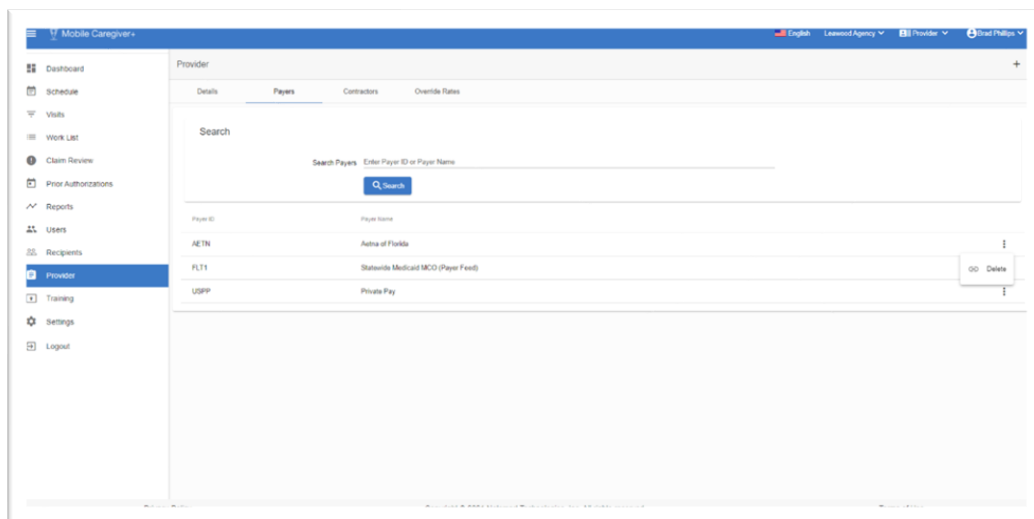 Mobile Caregiver+
English Leawood Agency Provider Brad Phillips
Dashboard
Schedule
Visits
Work List
Claim Review
Prior Authorizations
Reports
Users
Recipients
Provider
Training
Settings
Logout
Provider +
Details Payers Contractors Override Rates
Search
Search Payers Enter Payer ID or Payer Name
Search
Payer ID Payer Name
AETN Aetna of Florida
FLT1 Statewide Medicaid MCO (Payer Feed)
Delete
USPP Private Pay